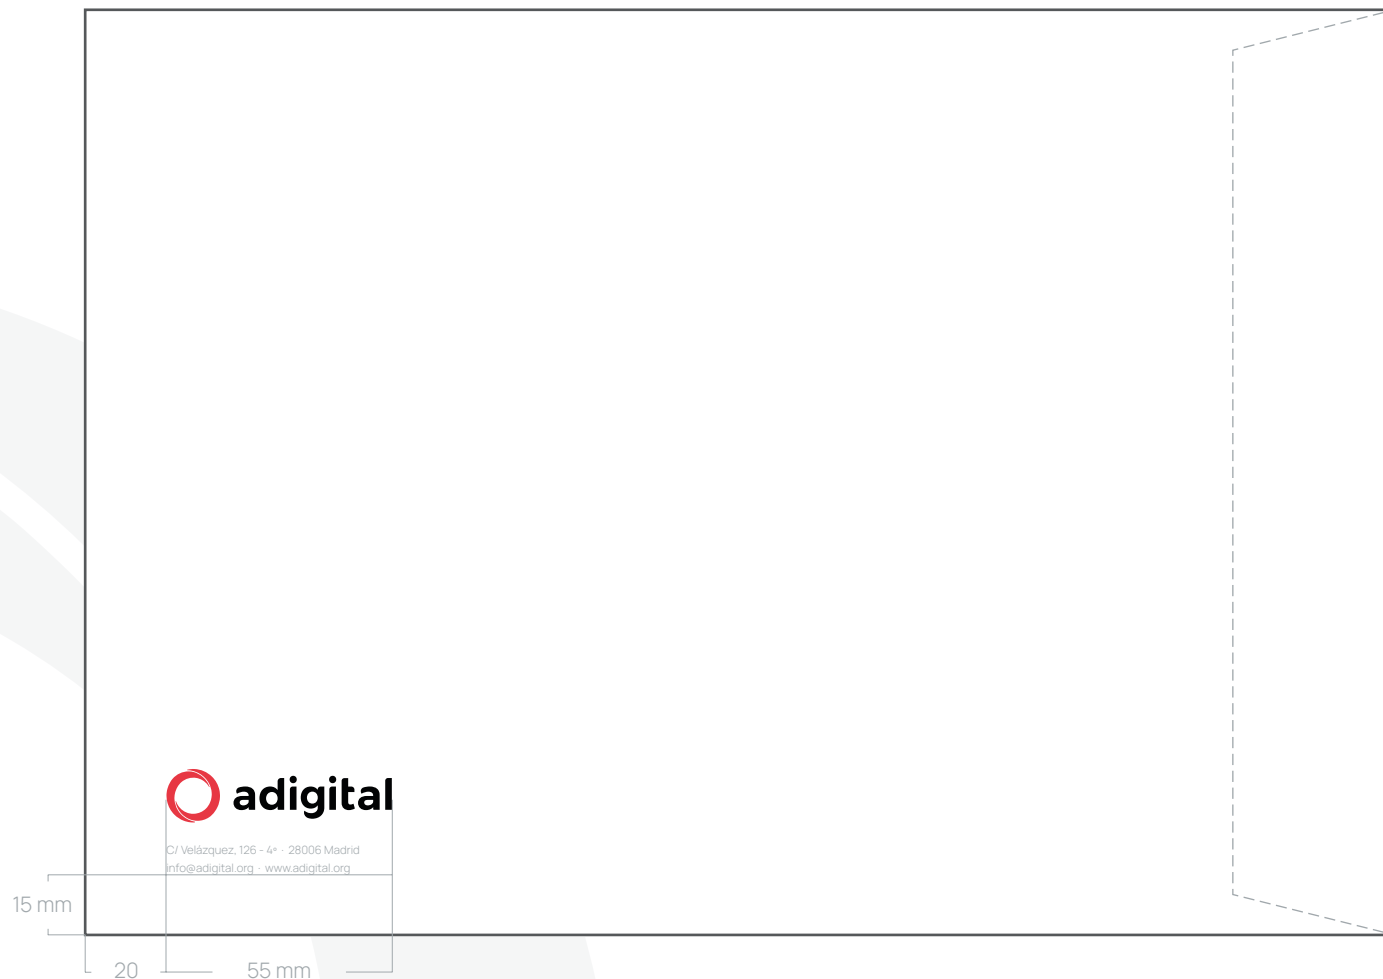 adigital
C/ Velázquez, 126 - 4º · 28006 Madrid
info@adigital.org · www.adigital.org
15 mm
20
55 mm